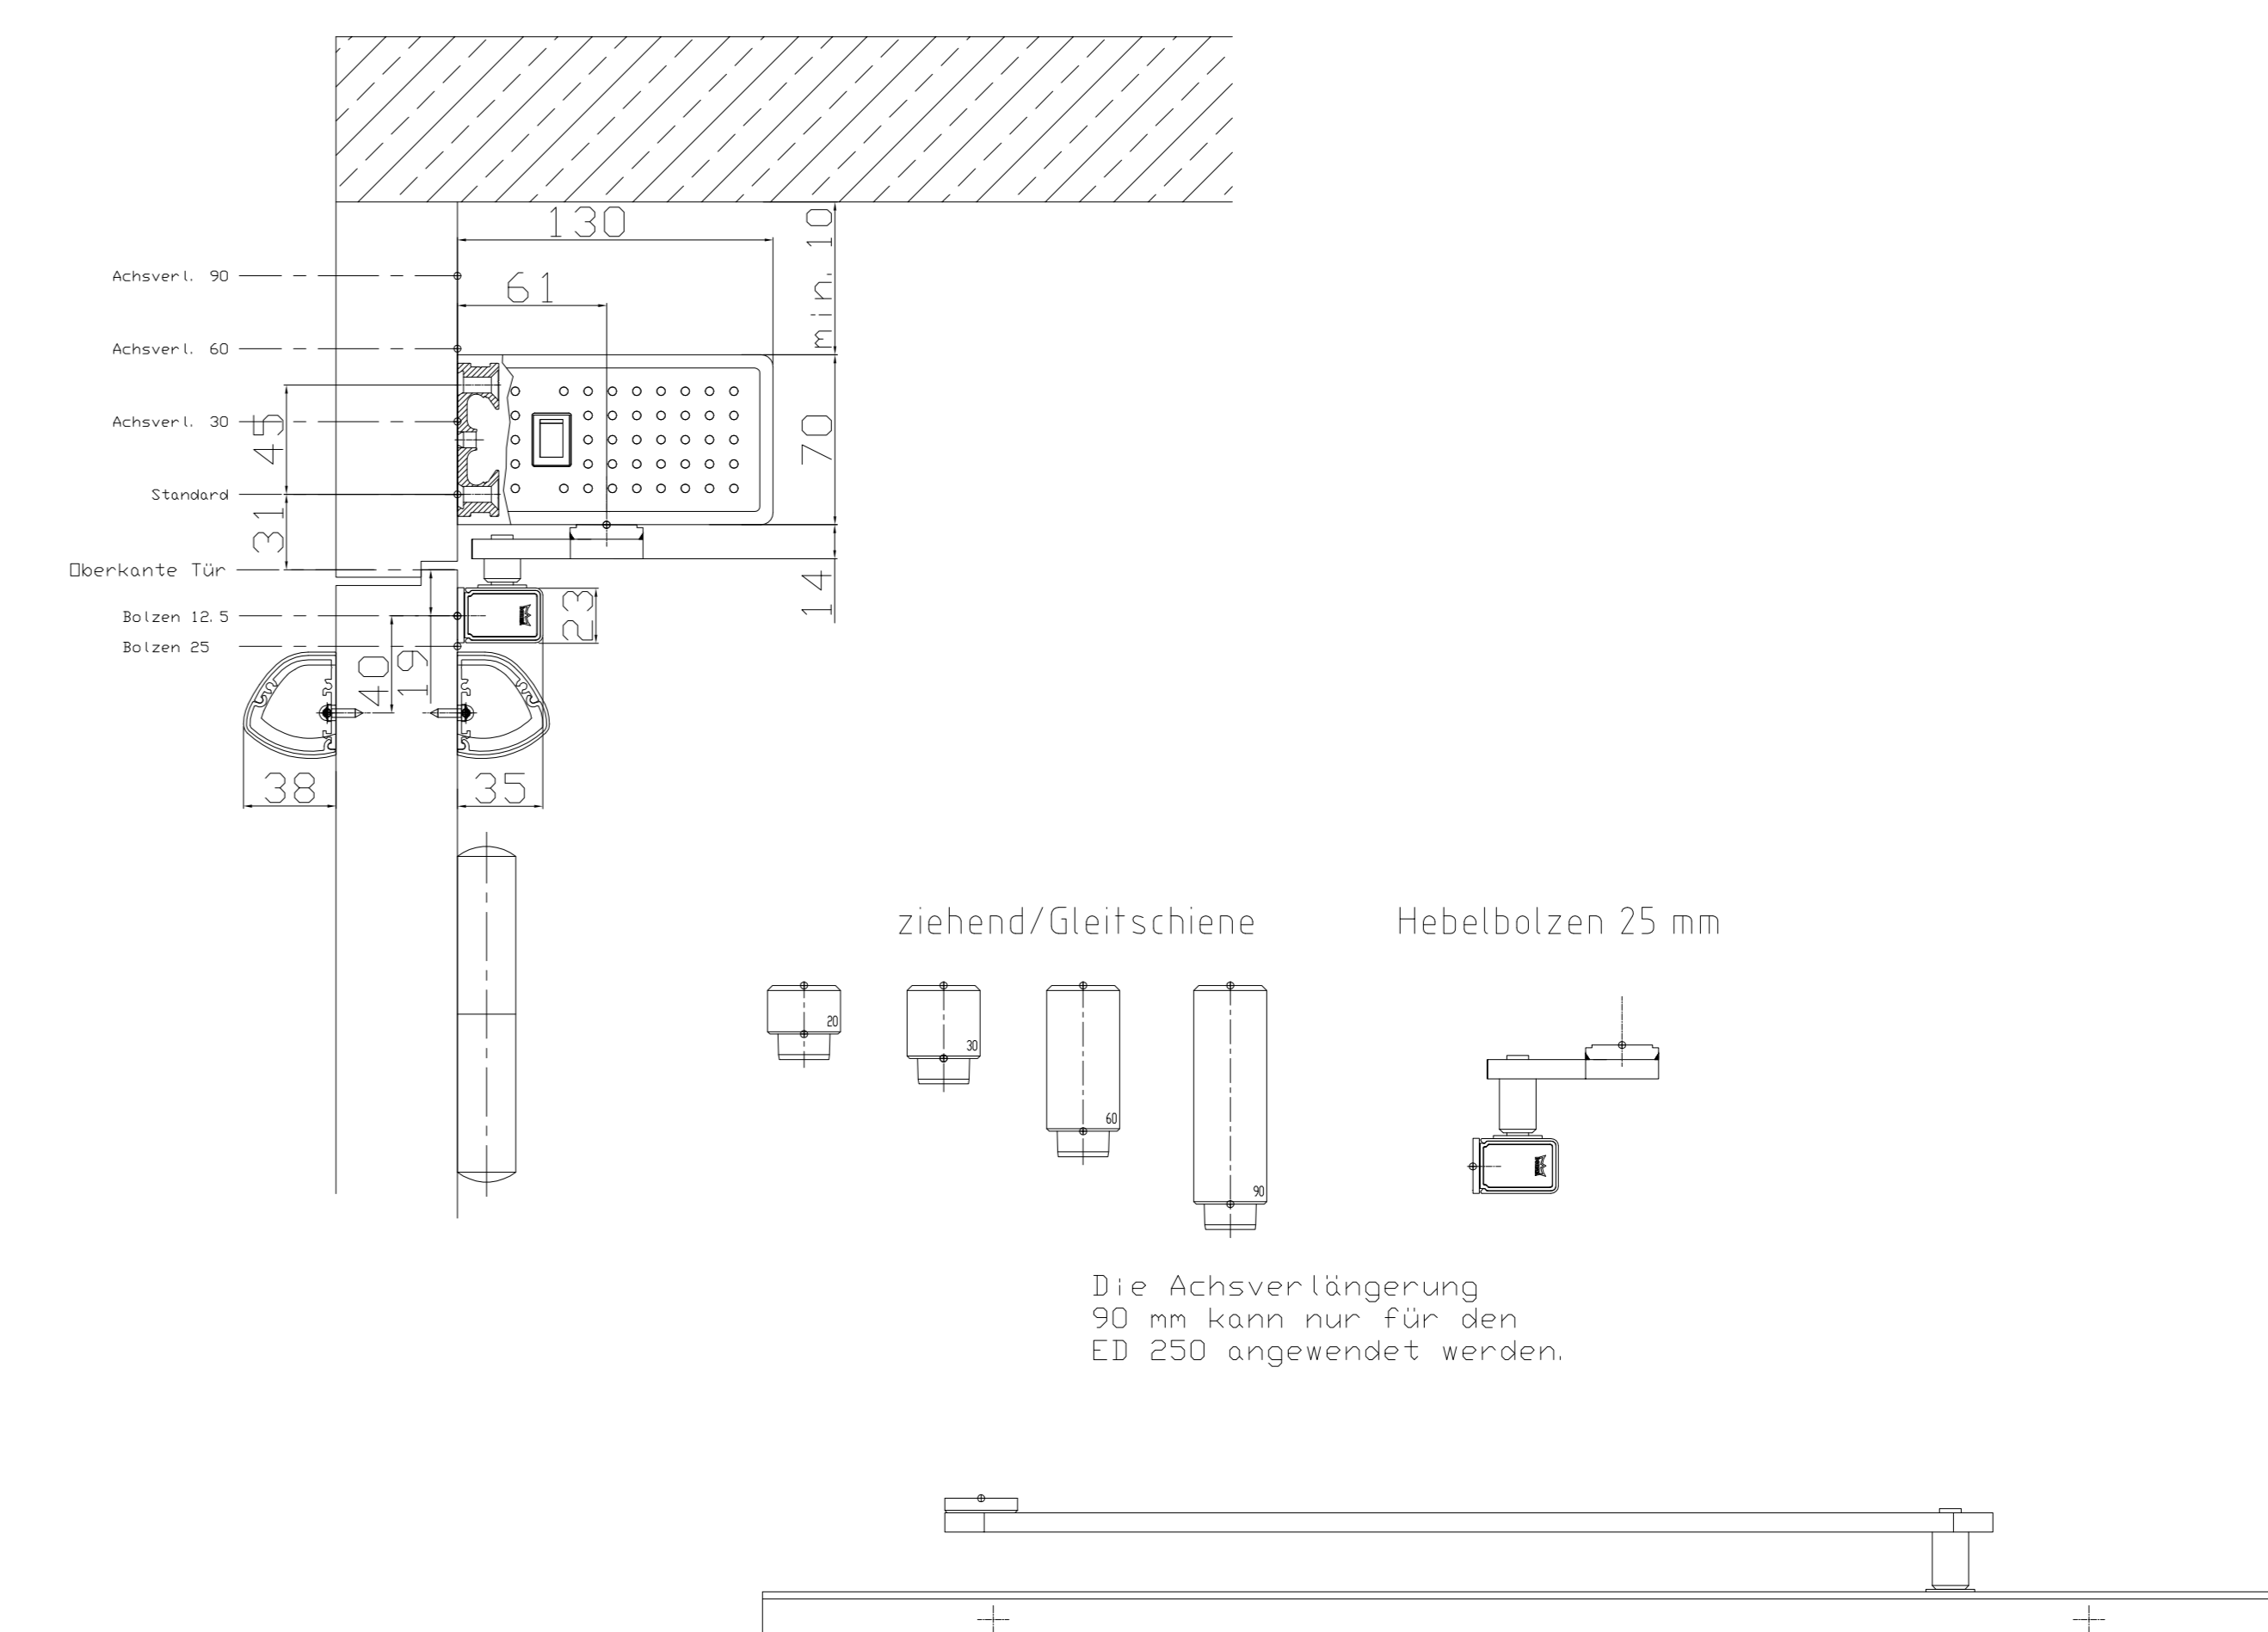 130
min. 10
Achsverl. 90
61
Achsverl. 60
Achsverl. 30
45
70
Standard
31
Oberkante Tür
14
23
Bolzen 12.5
Bolzen 25
40
19
38
35
ziehend/Gleitschiene
Hebelbolzen 25 mm
20
30
60
90
Die Achsverlängerung
90 mm kann nur für den
ED 250 angewendet werden.